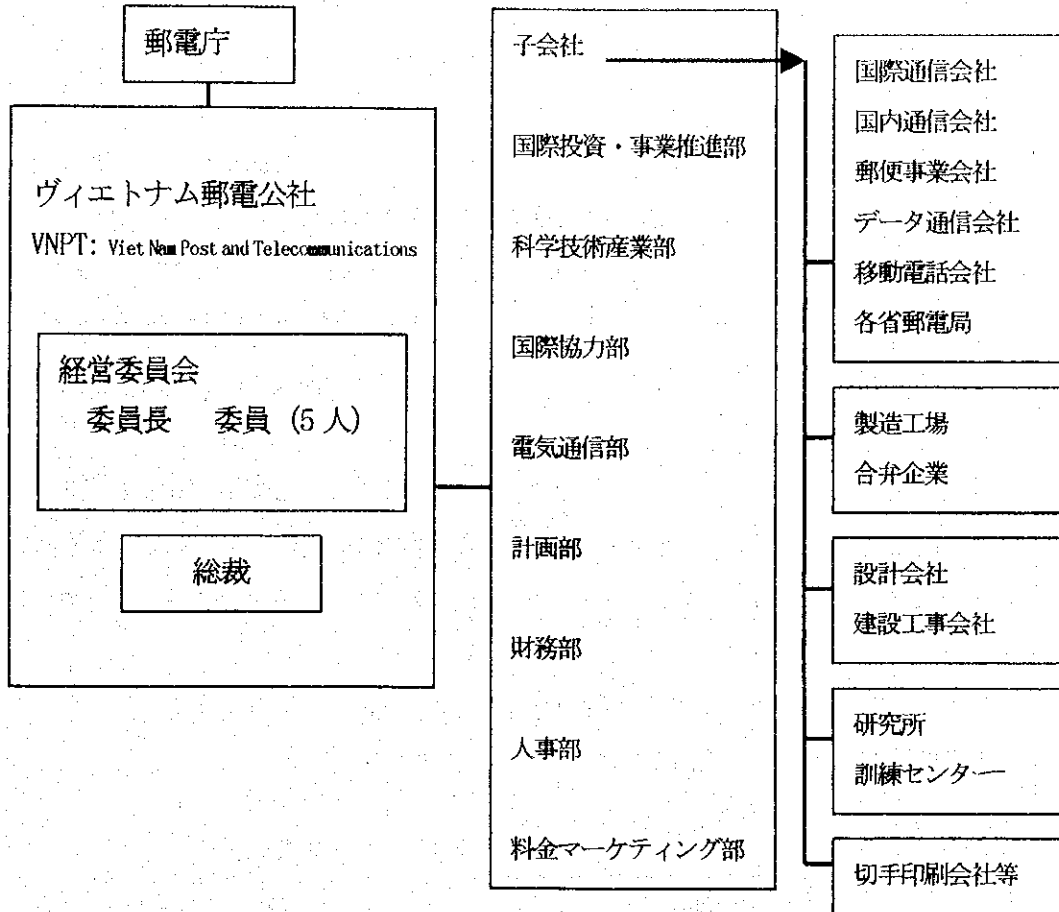 郵電庁
ヴィエトナム郵電公社
VNPT: Viet Nam Post and Telecommunications
経営委員会
委員長 委員 (5 人)
総裁
子会社
国際投資・事業推進部
科学技術産業部
国際協力部
電気通信部
計画部
財務部
人事部
料金マーケティング部
国際通信会社
国内通信会社
郵便事業会社
データ通信会社
移動電話会社
各省郵電局
製造工場
合弁企業
設計会社
建設工事会社
研究所
訓練センター
切手印刷会社等